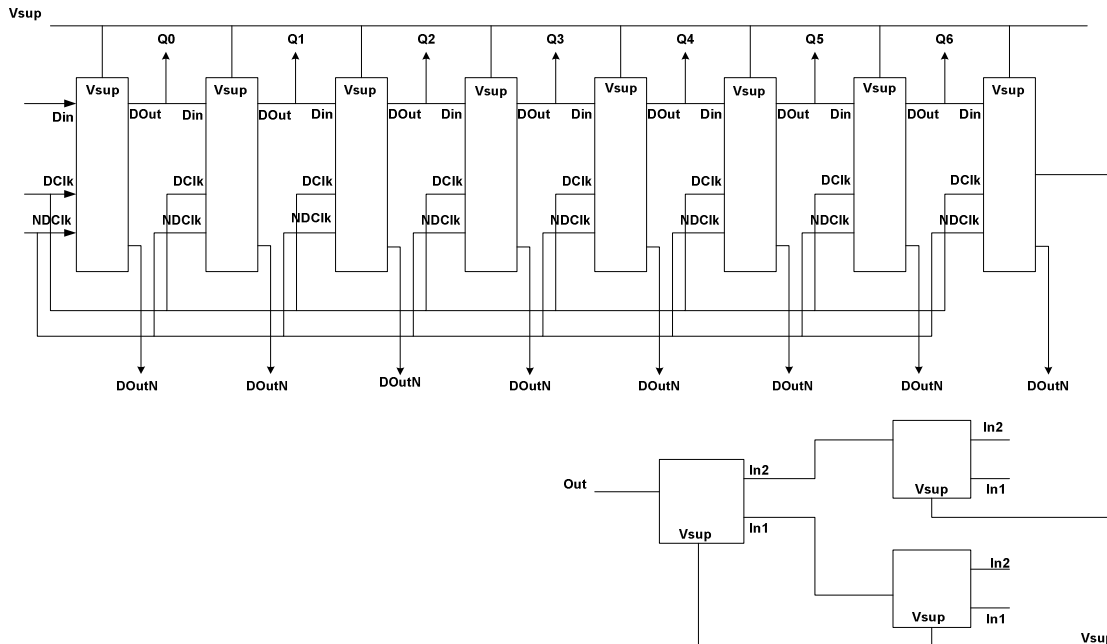 Vsup
Q0 Q1 Q2 Q3 Q4 Q5 Q6
Vsup Vsup Vsup Vsup Vsup Vsup Vsup Vsup
Din DOut Din DOut Din DOut Din DOut Din DOut Din DOut Din DOut Din
DClk DClk DClk DClk DClk DClk DClk DClk
NDClk NDClk NDClk NDClk NDClk NDClk NDClk NDClk
DOutN DOutN DOutN DOutN DOutN DOutN DOutN DOutN
In2
Out In2 Vsup In1
Vsup In1
In2
Vsup In1
Vsup